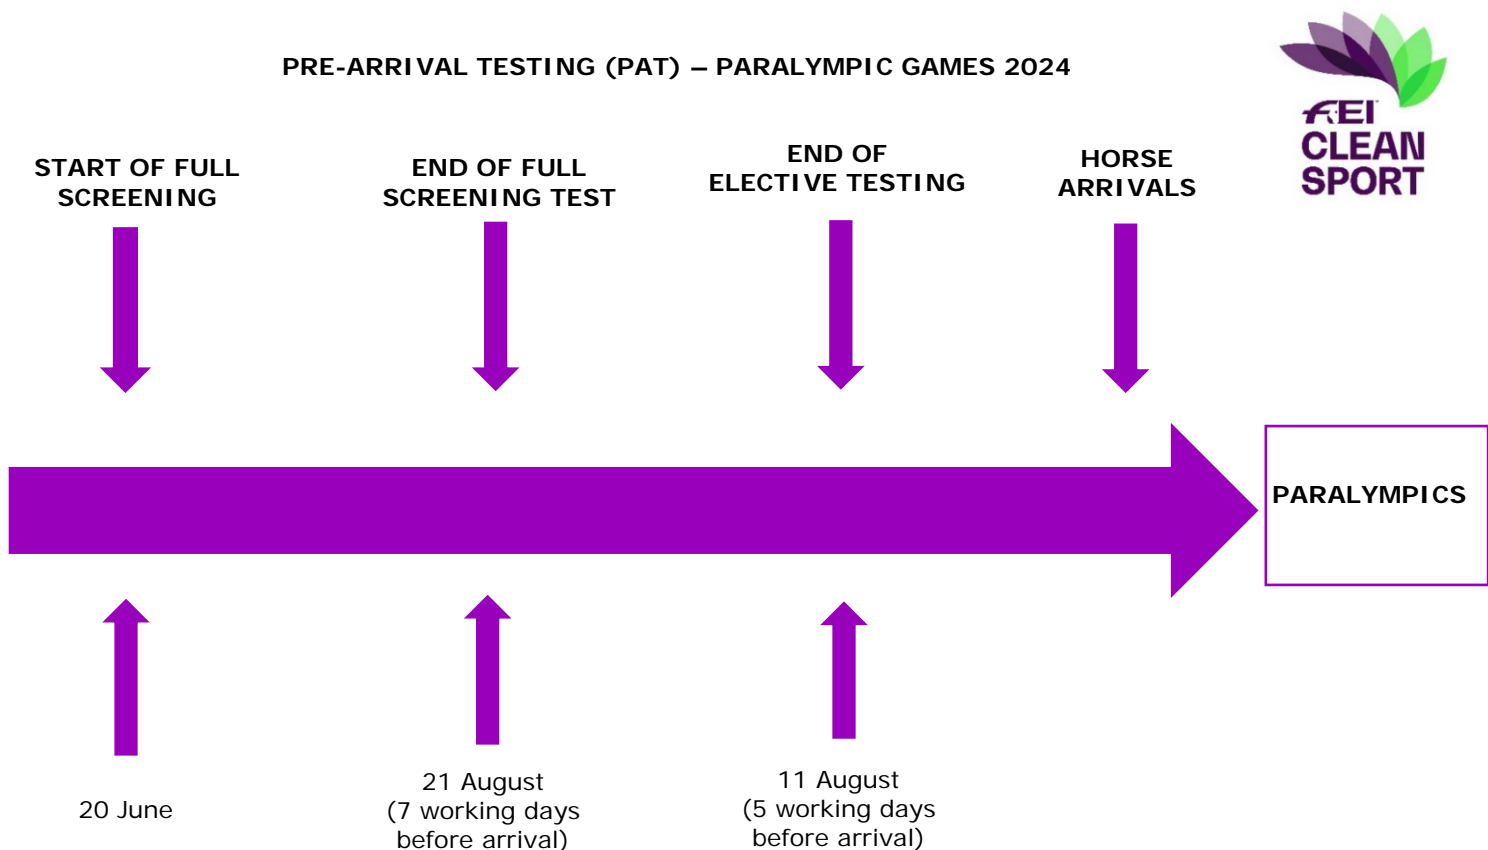 PRE-ARRIVAL TESTING (PAT) – PARALYMPIC GAMES 2024
FEI
CLEAN
SPORT
START OF FULL
SCREENING
END OF FULL
SCREENING TEST
END OF
ELECTIVE TESTING
HORSE
ARRIVALS
PARALYMPICS
20 June
21 August
(7 working days
before arrival)
11 August
(5 working days
before arrival)